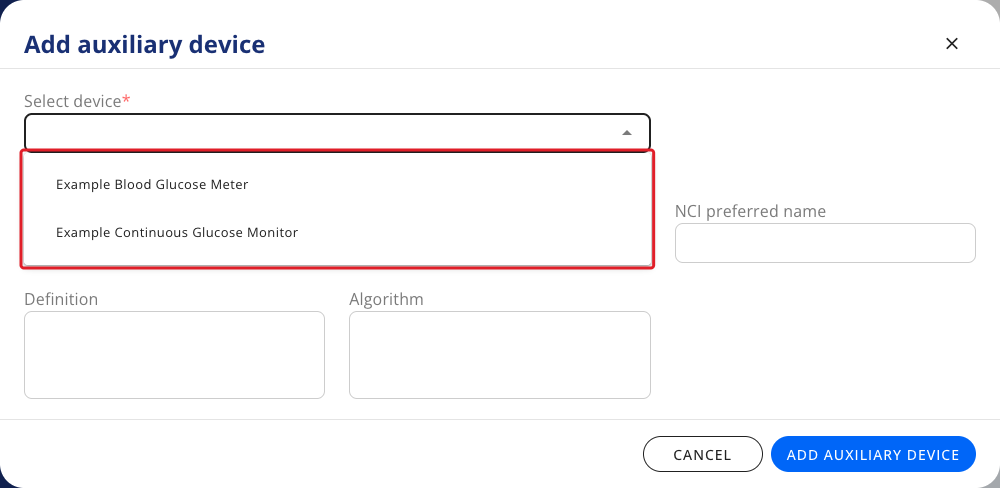 Add auxiliary device
Select device*
Example Blood Glucose Meter
Example Continuous Glucose Monitor
NCI preferred name
Definition
Algorithm
CANCEL
ADD AUXILIARY DEVICE